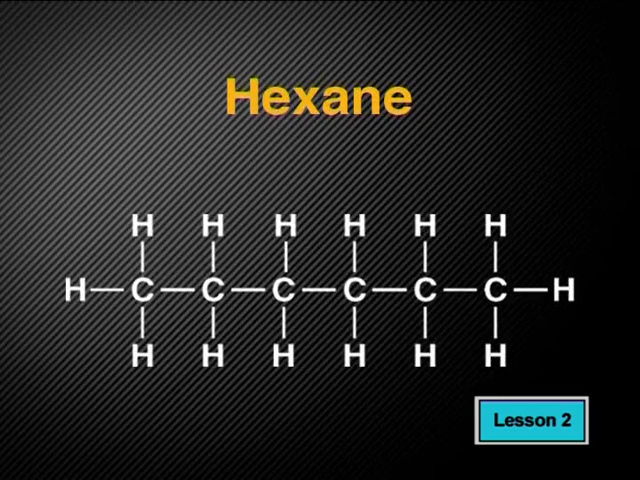 Hexane
H H H H H H
H—C—C—C—C—C—C—H
H H H H H H
Lesson 2